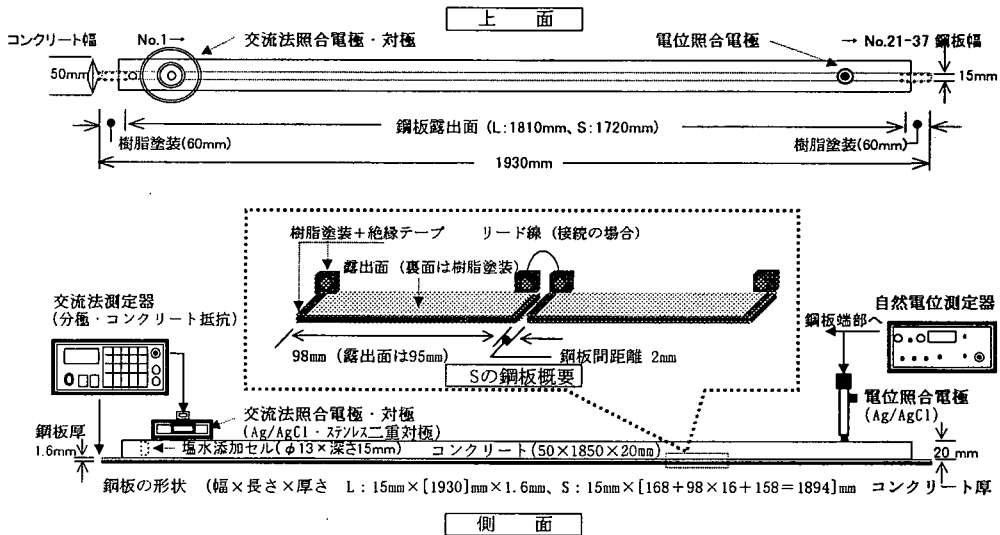 上　面
コンクリート幅
No.1→
交流法照合電極・対極
電位照合電極
→ No.21-37 鋼板幅
50mm
15mm
鋼板露出面 (L:1810mm、S:1720mm)
樹脂塗装(60mm)
樹脂塗装(60mm)
1930mm
樹脂塗装＋絶縁テープ
リード線（接続の場合）
露出面（裏面は樹脂塗装）
交流法測定器
(分極・コンクリート抵抗)
自然電位測定器
鋼板端部へ
98mm（露出面は95mm）
鋼板間距離 2mm
Sの鋼板概要
電位照合電極
(Ag/AgCl)
交流法照合電極・対極
(Ag/AgCl・ステンレス二重対極)
鋼板厚
1.6mm
塩水添加セル(φ13×深さ15mm)
コンクリート(50×1850×20mm)
20 mm
鋼板の形状　(幅×長さ×厚さ　L：15mm×[1930]mm×1.6mm、S：15mm×[168＋98×16＋158＝1894]mm
コンクリート厚
側　面